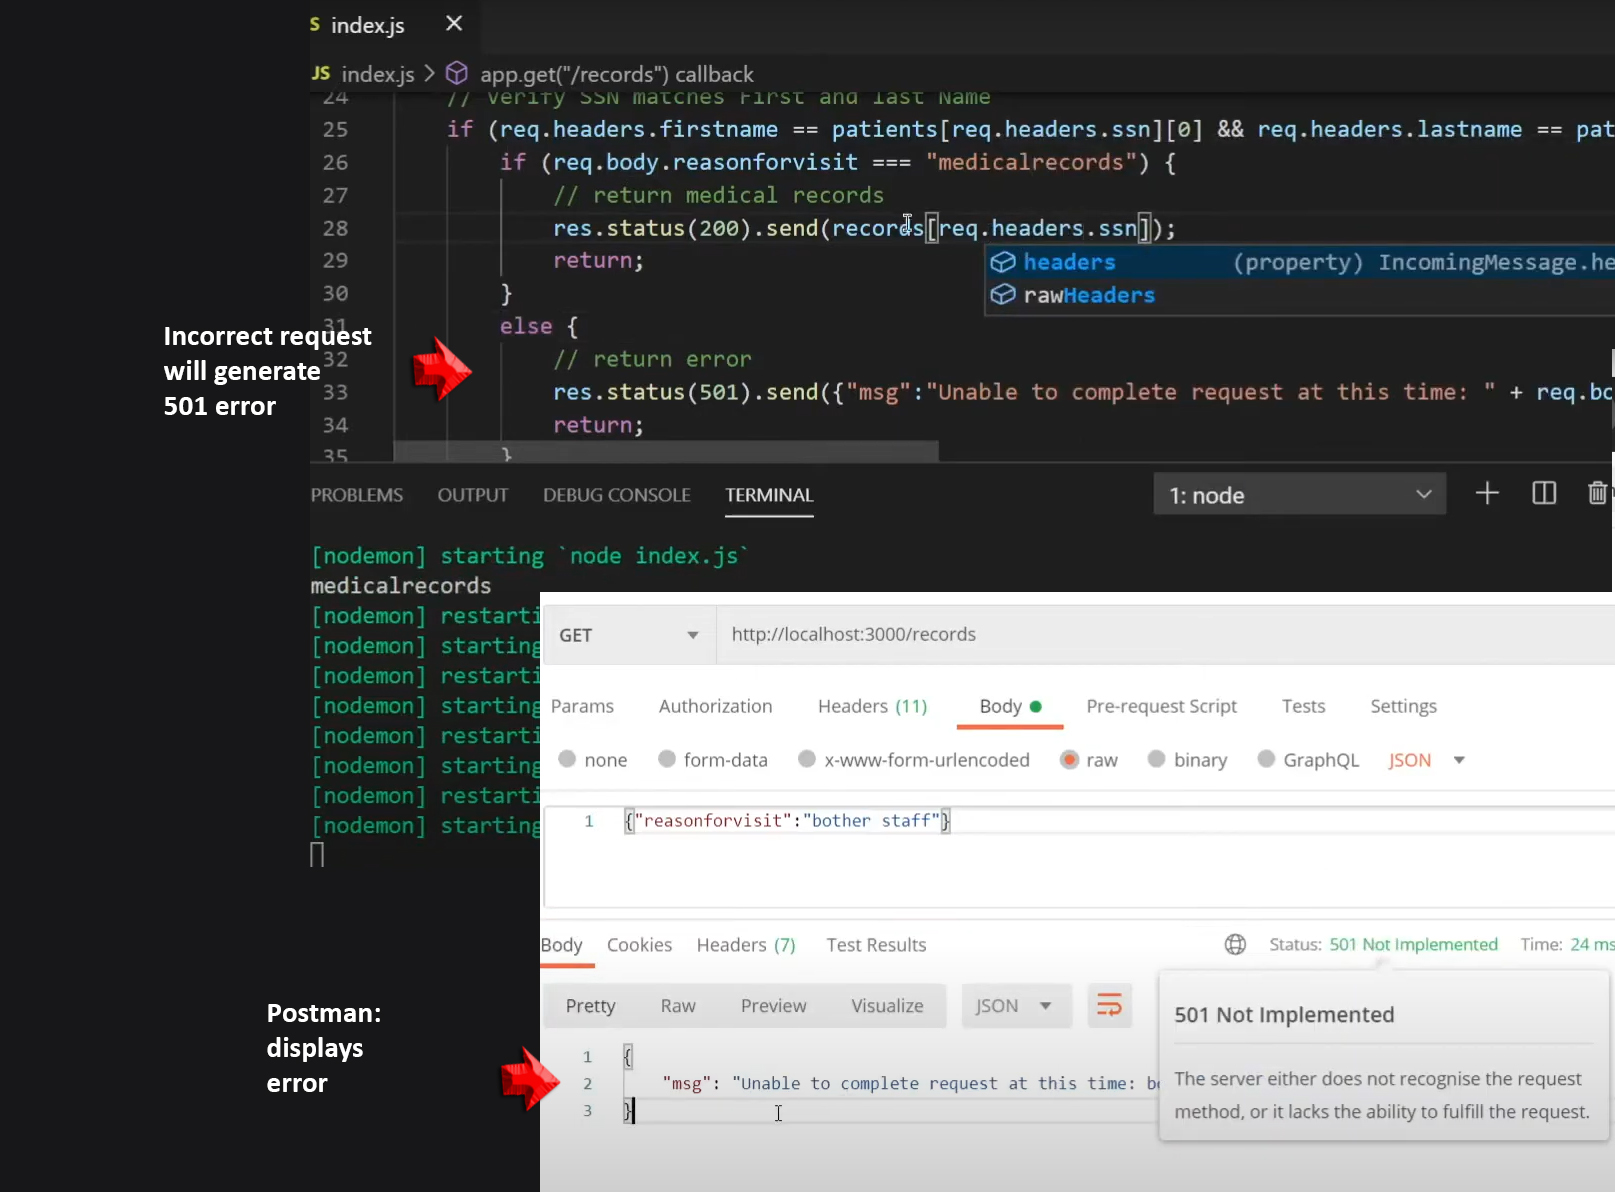 S index.js
JS index.js > app.get("/records") callback
24 // Verify SSN matches First and last Name
25 if (req.headers.firstname == patients[req.headers.ssn][0] && req.headers.lastname == pat
26 if (req.body.reasonforvisit === "medicalrecords") {
27 // return medical records
28 res.status(200).send(records[req.headers.ssn]);
29 return;
headers (property) IncomingMessage.he
30 }
rawHeaders
31 else {
32 // return error
33 res.status(501).send({"msg":"Unable to complete request at this time: " + req.bo
34 return;
35 }
Incorrect request
will generate
501 error
PROBLEMS OUTPUT DEBUG CONSOLE TERMINAL 1: node
[nodemon] starting `node index.js`
medicalrecords
[nodemon] restarti
[nodemon] starting
[nodemon] restarti
[nodemon] starting
[nodemon] restarti
[nodemon] starting
[nodemon] restarti
[nodemon] starting
GET http://localhost:3000/records
Params Authorization Headers (11) Body Pre-request Script Tests Settings
none form-data x-www-form-urlencoded raw binary GraphQL JSON
1 {"reasonforvisit":"bother staff"}
Body Cookies Headers (7) Test Results Status: 501 Not Implemented Time: 24 ms
Pretty Raw Preview Visualize JSON
501 Not Implemented
The server either does not recognise the request
method, or it lacks the ability to fulfill the request.
1 {
2 "msg": "Unable to complete request at this time: bo
3 }
Postman:
displays
error